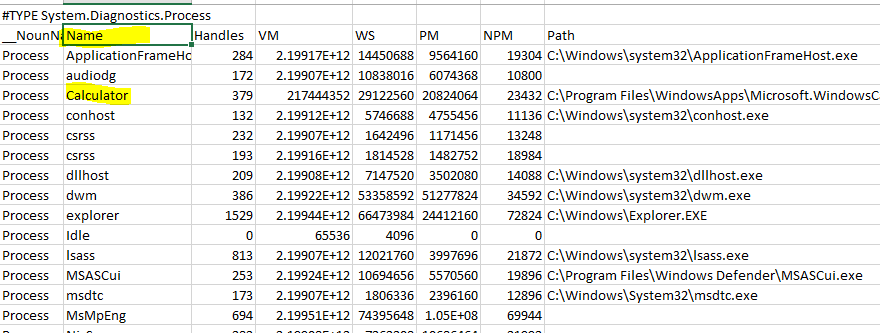 #TYPE System.Diagnostics.Process
__NounNa Name Handles VM WS PM NPM Path
Process ApplicationFrameHo 284 2.19917E+12 14450688 9564160 19304 C:\Windows\system32\ApplicationFrameHost.exe
Process audiodg 172 2.19907E+12 10838016 6074368 10800
Process Calculator 379 217444352 29122560 20824064 23432 C:\Program Files\WindowsApps\Microsoft.WindowsCa
Process conhost 132 2.19912E+12 5746688 4755456 11136 C:\Windows\system32\conhost.exe
Process csrss 232 2.19907E+12 1642496 1171456 13248
Process csrss 193 2.19916E+12 1814528 1482752 18984
Process dllhost 209 2.19908E+12 7147520 3502080 14088 C:\Windows\system32\dllhost.exe
Process dwm 386 2.19922E+12 53358592 51277824 34592 C:\Windows\system32\dwm.exe
Process explorer 1529 2.19944E+12 66473984 24412160 72824 C:\Windows\Explorer.EXE
Process Idle 0 65536 4096 0 0
Process lsass 813 2.19907E+12 12021760 3997696 21872 C:\Windows\system32\lsass.exe
Process MSASCui 253 2.19924E+12 10694656 5570560 19896 C:\Program Files\Windows Defender\MSASCui.exe
Process msdtc 173 2.19907E+12 1806336 2396160 12896 C:\Windows\System32\msdtc.exe
Process MsMpEng 694 2.19951E+12 74395648 1.05E+08 69944